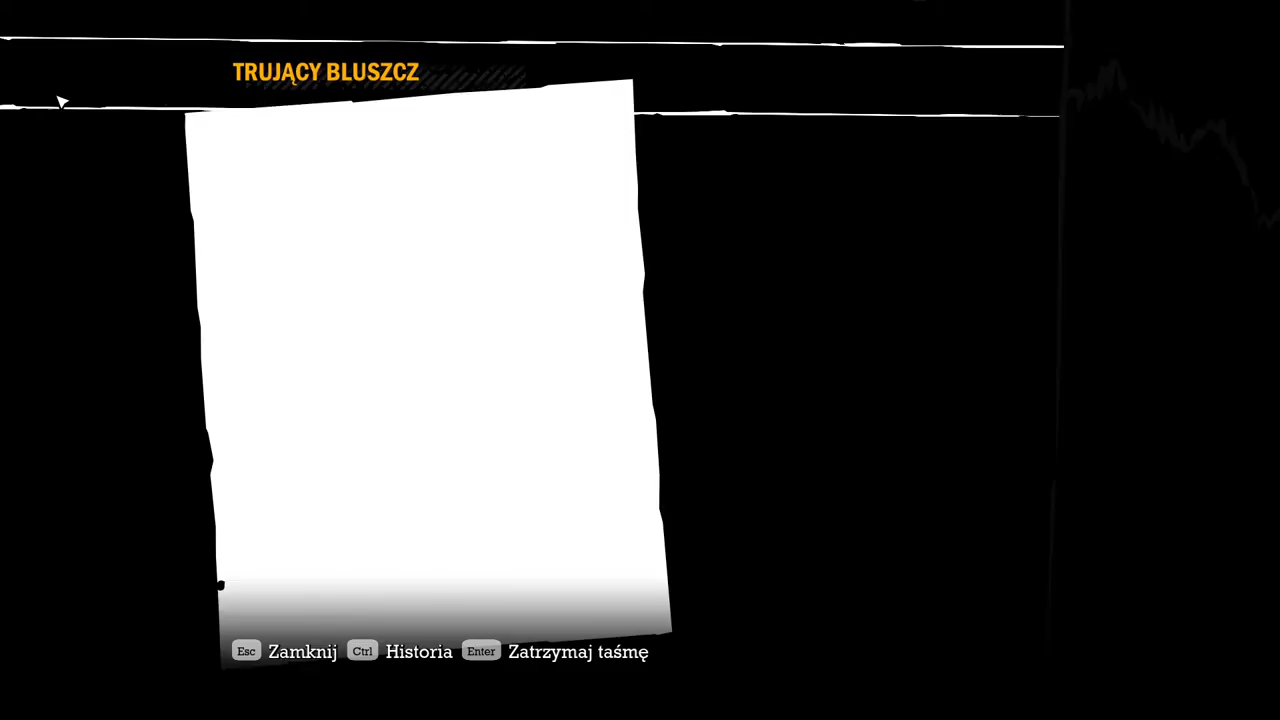 TRUJĄCY BLUSZCZ
Esc Zamknij Ctrl Historia Enter Zatrzymaj taśmę